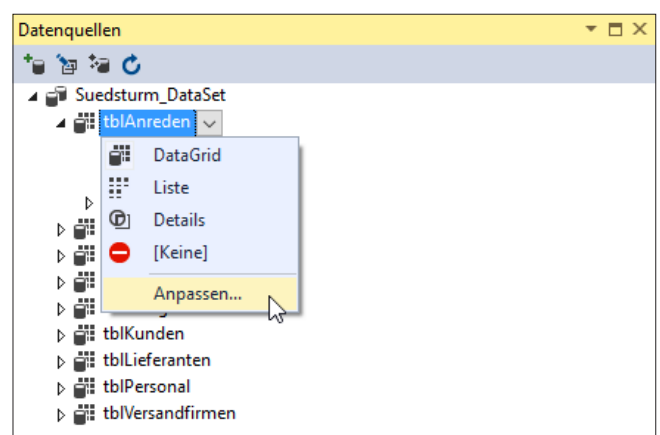 Datenquellen
Suedsturm_DataSet
tblAnreden
DataGrid
Liste
Details
[Keine]
Anpassen...
tblKunden
tblLieferanten
tblPersonal
tblVersandfirmen